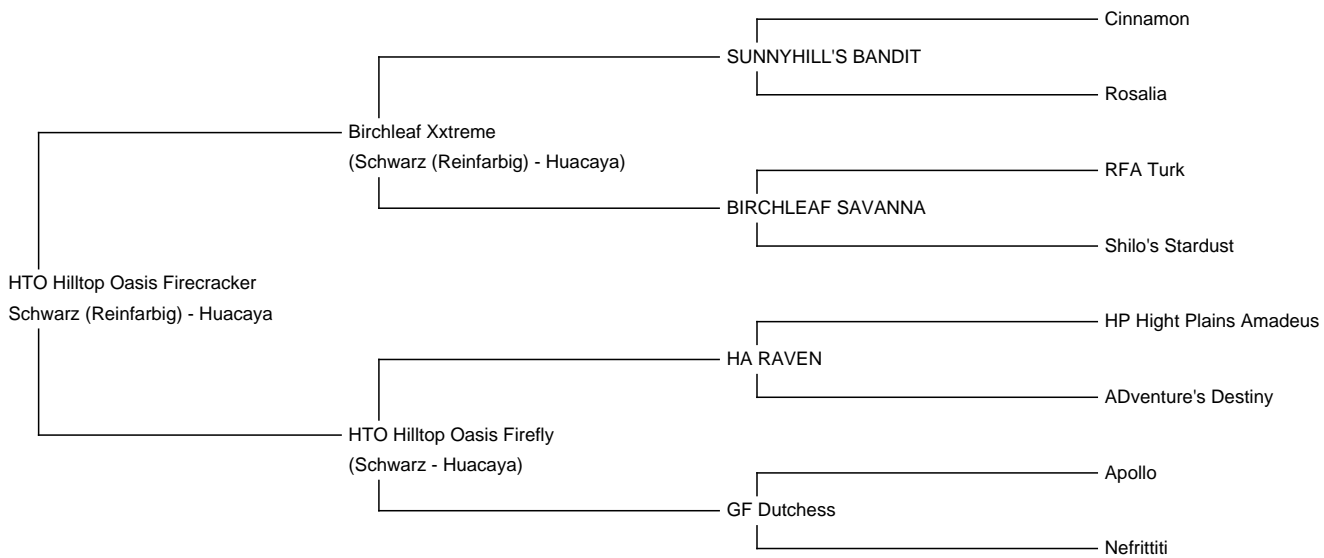 Cinnamon
SUNNYHILL'S BANDIT
Rosalia
Birchleaf Xxtreme
(Schwarz (Reinfarbig) - Huacaya)
RFA Turk
BIRCHLEAF SAVANNA
Shilo's Stardust
HTO Hilltop Oasis Firecracker
Schwarz (Reinfarbig) - Huacaya
HP Hight Plains Amadeus
HA RAVEN
ADventure's Destiny
HTO Hilltop Oasis Firefly
(Schwarz - Huacaya)
Apollo
GF Dutchess
Nefrittiti